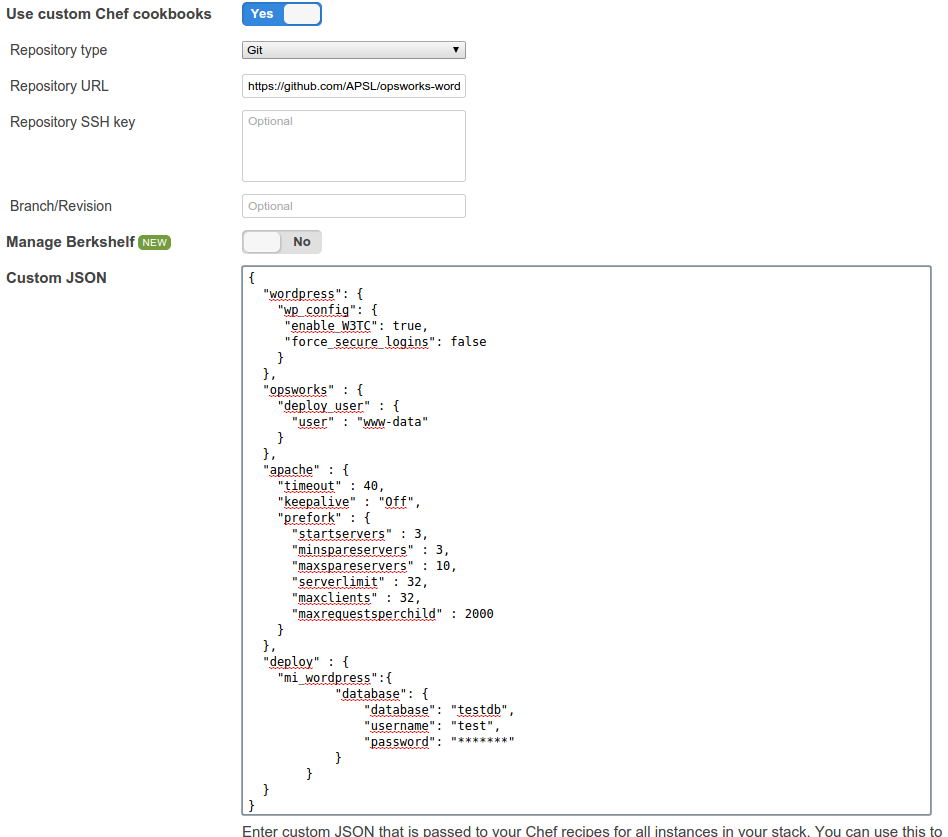 Use custom Chef cookbooks Yes
Repository type Git
Repository URL https://github.com/APSL/opsworks-word
Repository SSH key Optional
Branch/Revision Optional
Manage Berkshelf NEW No
Custom JSON
{
  "wordpress": {
    "wp_config": {
     "enable_W3TC": true,
     "force_secure_logins": false
    }
  },
  "opsworks" : {
    "deploy_user" : {
      "user" : "www-data"
    }
  },
  "apache" : {
    "timeout" : 40,
    "keepalive" : "Off",
    "prefork" : {
      "startservers" : 3,
      "minspareservers" : 3,
      "maxspareservers" : 10,
      "serverlimit" : 32,
      "maxclients" : 32,
      "maxrequestsperchild" : 2000
    }
  },
  "deploy" : {
    "mi_wordpress":{
            "database": {
                "database": "testdb",
                "username": "test",
                "password": "*******"
            }
        }
  }
}
Enter custom JSON that is passed to your Chef recipes for all instances in your stack. You can use this to